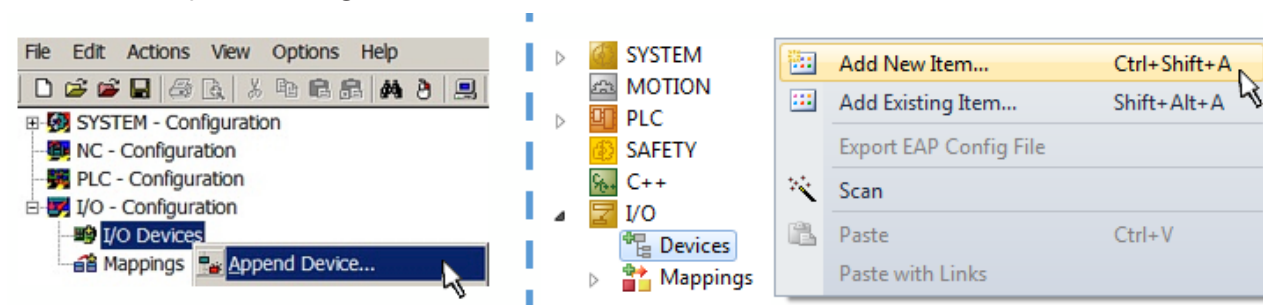 File Edit Actions View Options Help
SYSTEM - Configuration
NC - Configuration
PLC - Configuration
I/O - Configuration
I/O Devices
Mappings
Append Device...
SYSTEM
MOTION
PLC
SAFETY
C++
I/O
Devices
Mappings
Add New Item... Ctrl+Shift+A
Add Existing Item... Shift+Alt+A
Export EAP Config File
Scan
Paste Ctrl+V
Paste with Links